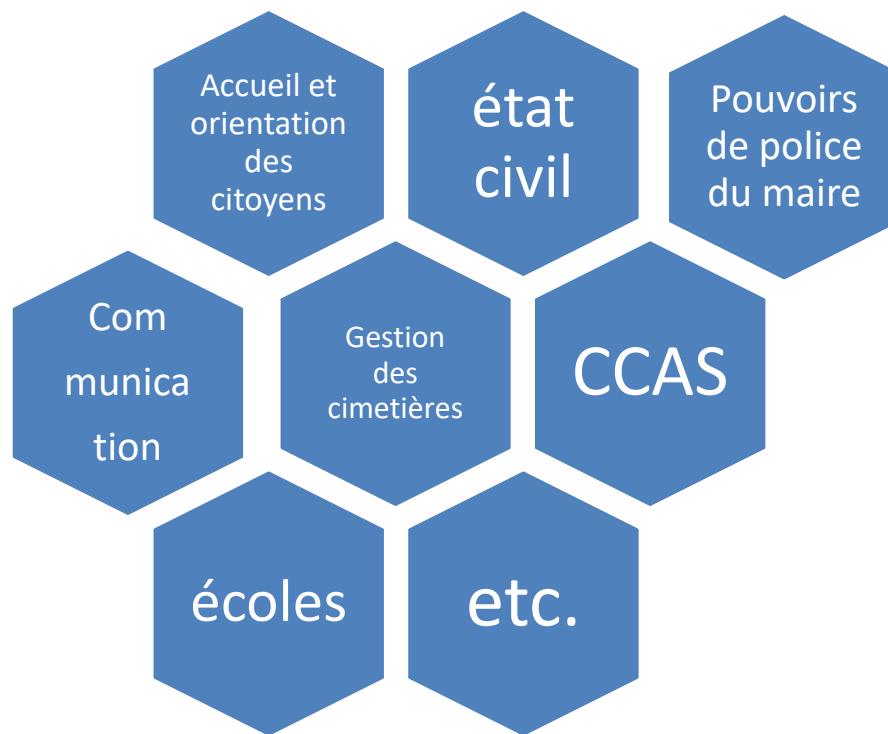 Accueil et
orientation
des
citoyens
état
civil
Pouvoirs
de police
du maire
Com
munica
tion
Gestion
des
cimetières
CCAS
écoles
etc.